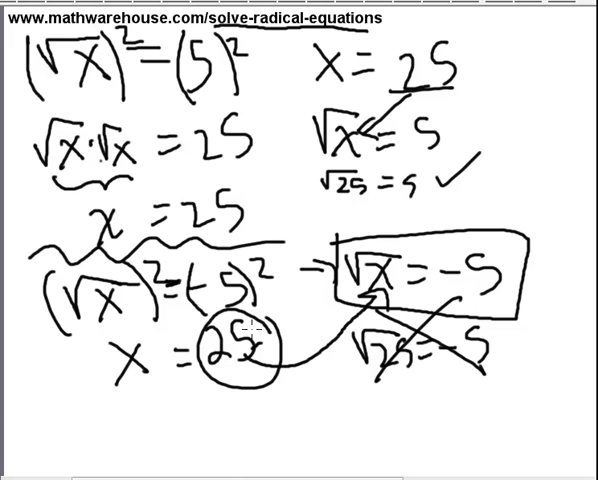 www.mathwarehouse.com/solve-radical-equations
(√x)² = (5)²
x = 25
√x · √x = 25
√x = 5
√25 = 5 ✓
x = 25
(√x)² = (-5)²
√x = -5
x = 25
√25 = -5